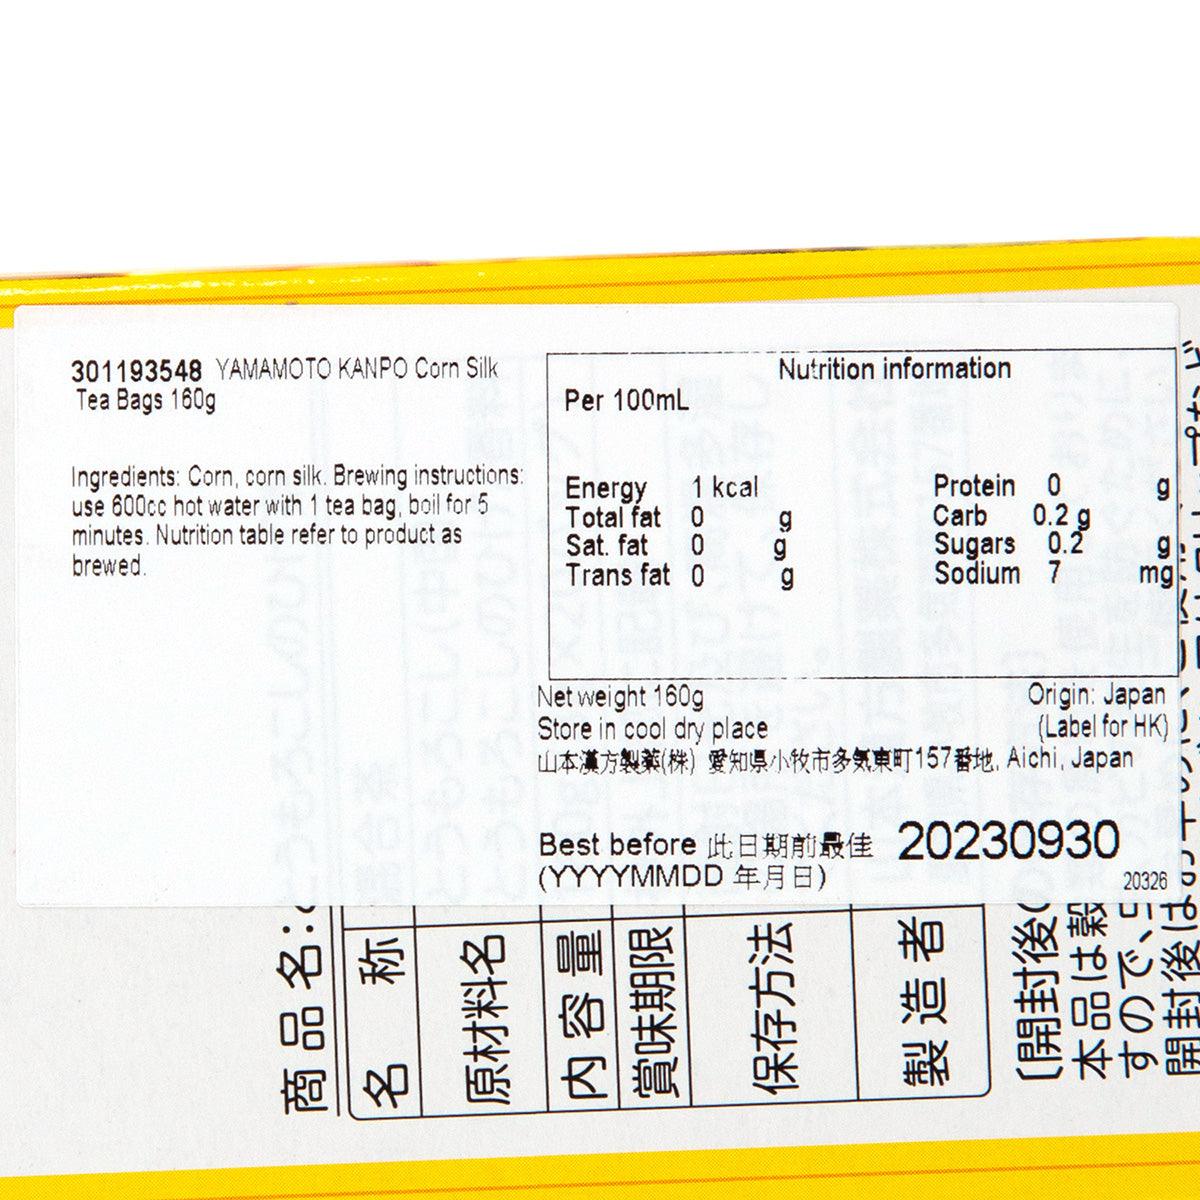 301193548 YAMAMOTO KANPO Corn Silk
Tea Bags 160g
Ingredients: Corn, corn silk. Brewing instructions:
use 600cc hot water with 1 tea bag, boil for 5
minutes. Nutrition table refer to product as
brewed.
Nutrition information
Per 100mL
Energy 1 kcal Protein 0 g
Total fat 0 g Carb 0.2 g
Sat. fat 0 g Sugars 0.2 g
Trans fat 0 g Sodium 7 mg
Net weight 160g Origin: Japan
Store in cool dry place (Label for HK)
山本漢方製薬(株) 愛知県小牧市多気東町157番地, Aichi, Japan
Best before 此日期前最佳 20230930
(YYYYMMDD 年月日) 20326
商品名:
名称
原材料名
内容量
賞味期限
保存方法
製造者
(開封後の
本品は穀
すので、
開封後は